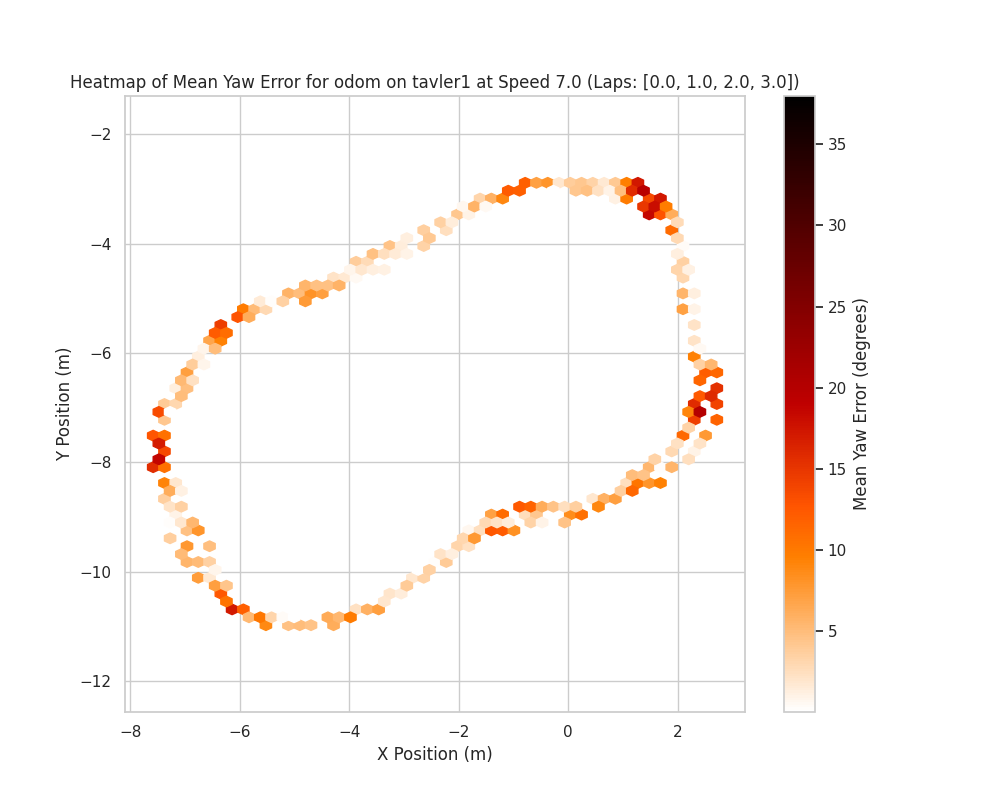 Heatmap of Mean Yaw Error for odom on tavler1 at Speed 7.0 (Laps: [0.0, 1.0, 2.0, 3.0])
−2
−4
−6
−8
−10
−12
Y Position (m)
−8 −6 −4 −2 0 2
X Position (m)
35
30
25
20
15
10
5
Mean Yaw Error (degrees)